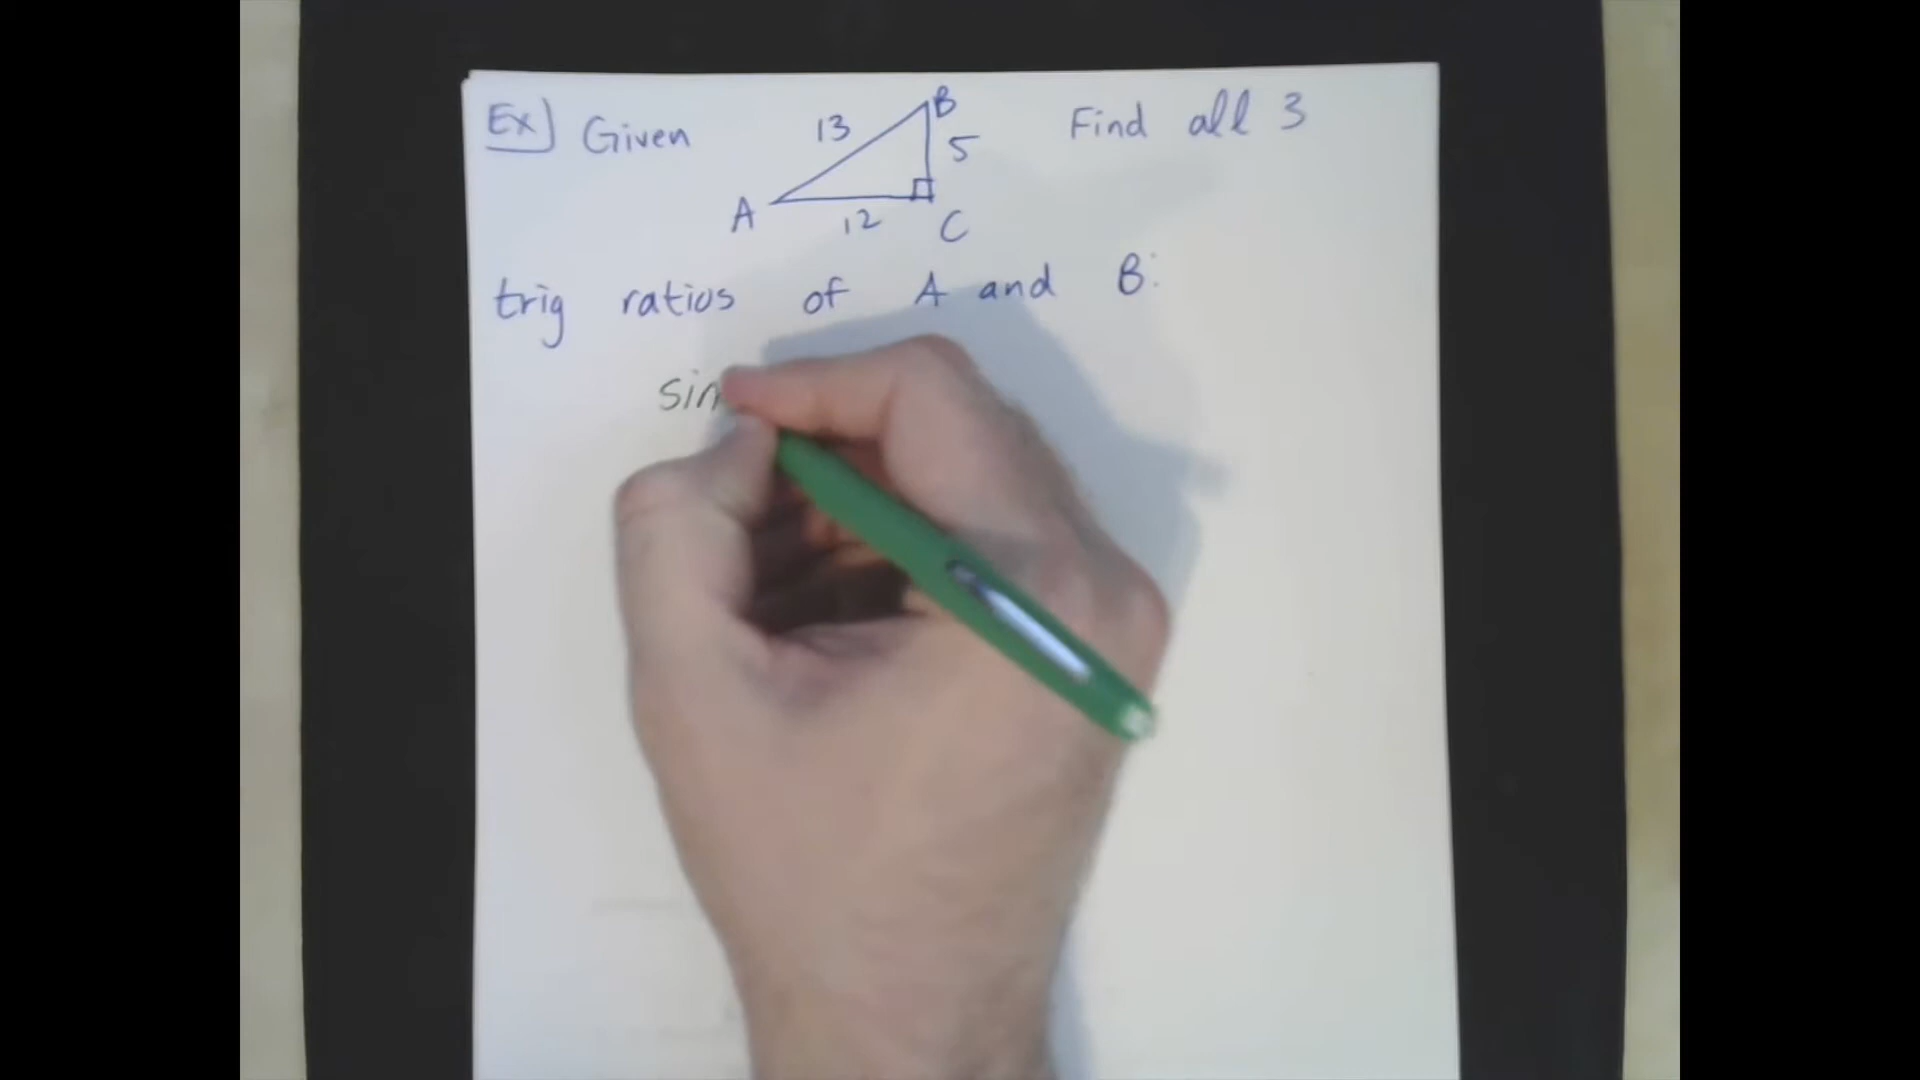 Ex) Given 13 B 5 A 12 C Find all 3
trig ratios of A and B:
sin